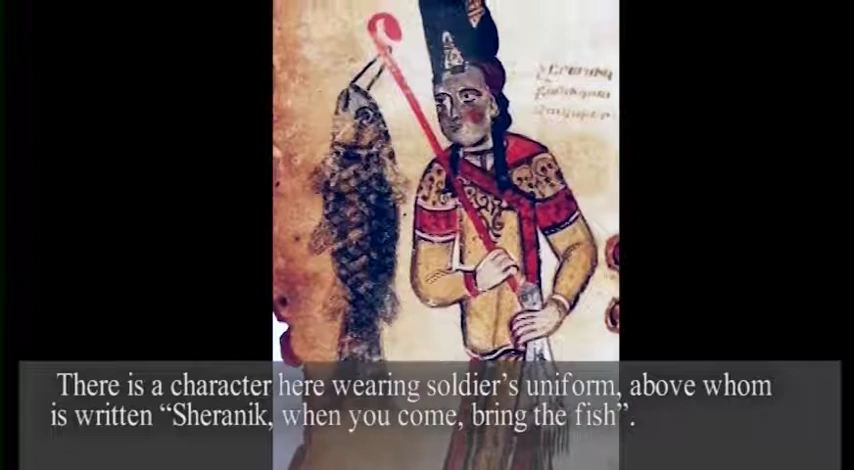 There is a character here wearing soldier’s uniform, above whom
is written “Sheranik, when you come, bring the fish”.